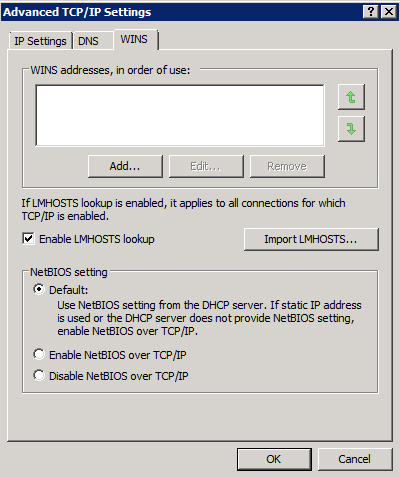 Advanced TCP/IP Settings
IP Settings DNS WINS
WINS addresses, in order of use:
Add... Edit... Remove
If LMHOSTS lookup is enabled, it applies to all connections for which
TCP/IP is enabled.
Enable LMHOSTS lookup Import LMHOSTS...
NetBIOS setting
Default:
Use NetBIOS setting from the DHCP server. If static IP address
is used or the DHCP server does not provide NetBIOS setting,
enable NetBIOS over TCP/IP.
Enable NetBIOS over TCP/IP
Disable NetBIOS over TCP/IP
OK Cancel